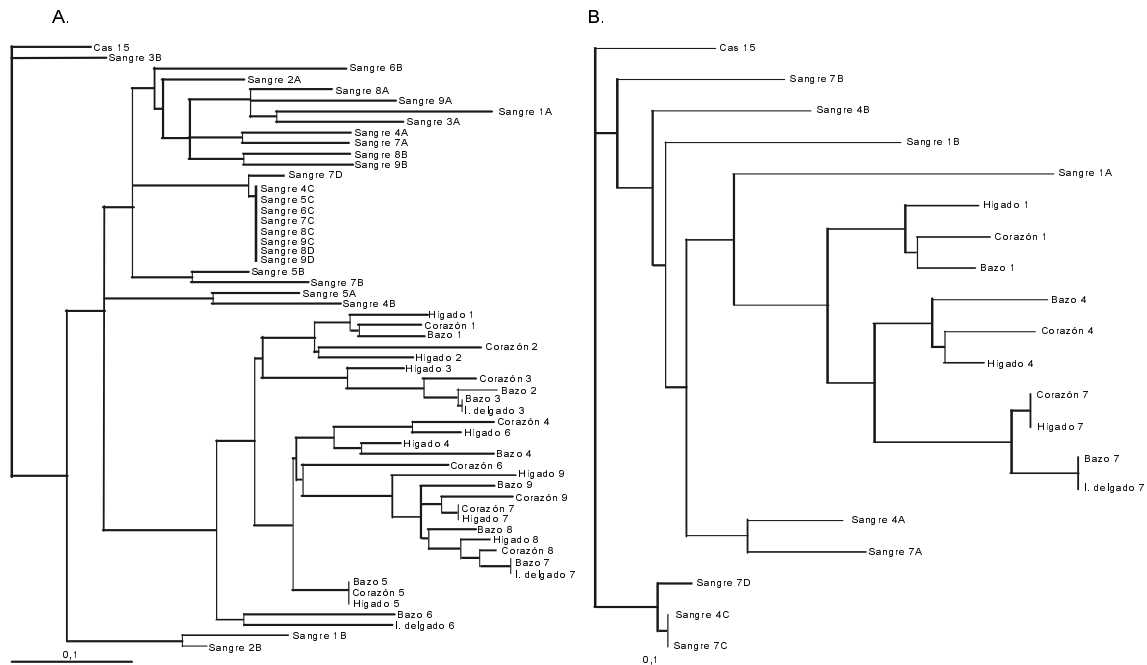 A.
Cas 15
Sangre 3B
Sangre 6B
Sangre 2A
Sangre 8A
Sangre 9A
Sangre 1A
Sangre 3A
Sangre 4A
Sangre 7A
Sangre 8B
Sangre 9B
Sangre 7D
Sangre 4C
Sangre 5C
Sangre 6C
Sangre 7C
Sangre 8C
Sangre 9C
Sangre 8D
Sangre 9D
Sangre 5B
Sangre 7B
Sangre 5A
Sangre 4B
Higado 1
Corazón 1
Bazo 1
Corazón 2
Higado 2
Higado 3
Corazón 3
Bazo 2
Bazo 3
I. delgado 3
Corazón 4
Higado 6
Higado 4
Bazo 4
Corazón 6
Higado 9
Bazo 9
Corazón 9
Corazón 7
Higado 7
Bazo 8
Higado 8
Corazón 8
Bazo 7
I. delgado 7
Bazo 5
Corazón 5
Higado 5
Bazo 6
I. delgado 6
Sangre 1B
Sangre 2B
0,1
B.
Cas 15
Sangre 7B
Sangre 4B
Sangre 1B
Sangre 1A
Higado 1
Corazón 1
Bazo 1
Bazo 4
Corazón 4
Higado 4
Corazón 7
Higado 7
Bazo 7
I. delgado 7
Sangre 4A
Sangre 7A
Sangre 7D
Sangre 4C
Sangre 7C
0,1